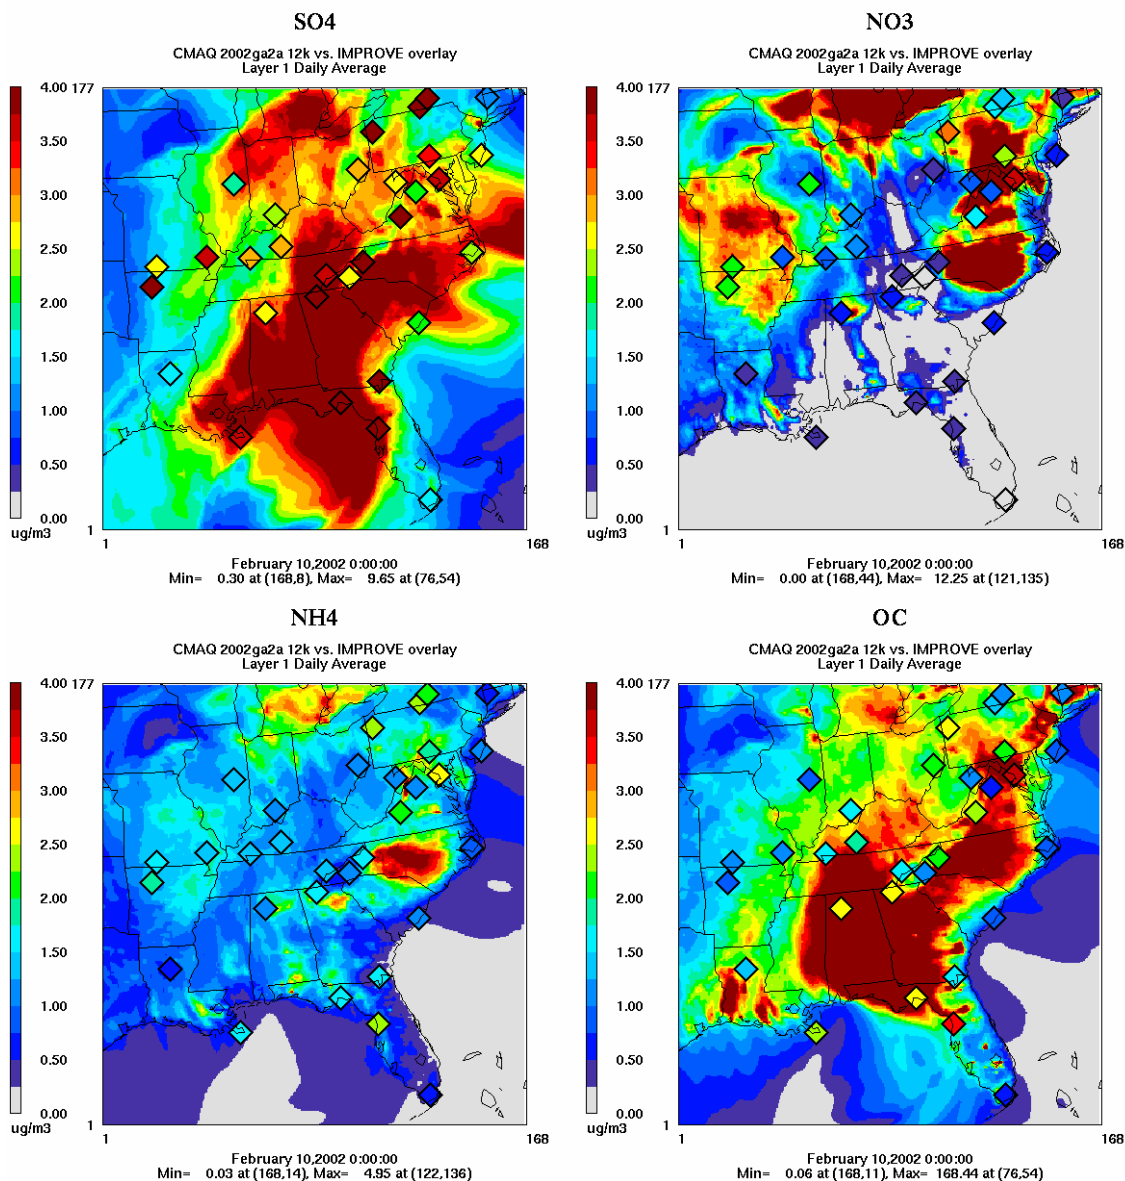 SO4
CMAQ 2002ga2a 12k vs. IMPROVE overlay
Layer 1 Daily Average
4.00 177
3.50
3.00
2.50
2.00
1.50
1.00
0.50
0.00 1
ug/m3
1 168
February 10,2002 0:00:00
Min= 0.30 at (168,8), Max= 9.65 at (76,54)
NO3
CMAQ 2002ga2a 12k vs. IMPROVE overlay
Layer 1 Daily Average
4.00 177
3.50
3.00
2.50
2.00
1.50
1.00
0.50
0.00 1
ug/m3
1 168
February 10,2002 0:00:00
Min= 0.00 at (168,44), Max= 12.25 at (121,135)
NH4
CMAQ 2002ga2a 12k vs. IMPROVE overlay
Layer 1 Daily Average
4.00 177
3.50
3.00
2.50
2.00
1.50
1.00
0.50
0.00 1
ug/m3
1 168
February 10,2002 0:00:00
Min= 0.03 at (168,14), Max= 4.95 at (122,136)
OC
CMAQ 2002ga2a 12k vs. IMPROVE overlay
Layer 1 Daily Average
4.00 177
3.50
3.00
2.50
2.00
1.50
1.00
0.50
0.00 1
ug/m3
1 168
February 10,2002 0:00:00
Min= 0.06 at (168,11), Max= 168.44 at (76,54)